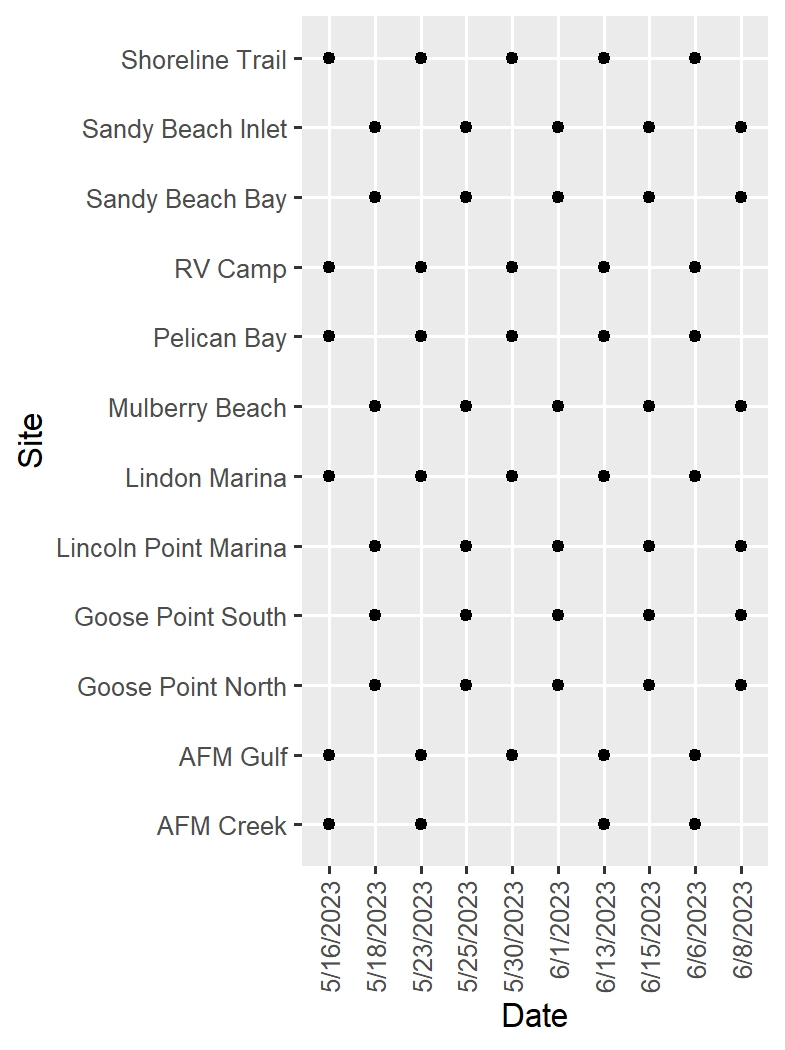 Shoreline Trail
Sandy Beach Inlet
Sandy Beach Bay
RV Camp
Pelican Bay
Mulberry Beach
Site
Lindon Marina
Lincoln Point Marina
Goose Point South
Goose Point North
AFM Gulf
AFM Creek
5/16/2023
5/18/2023
5/23/2023
5/25/2023
5/30/2023
6/1/2023
6/13/2023
6/15/2023
6/6/2023
6/8/2023
Date